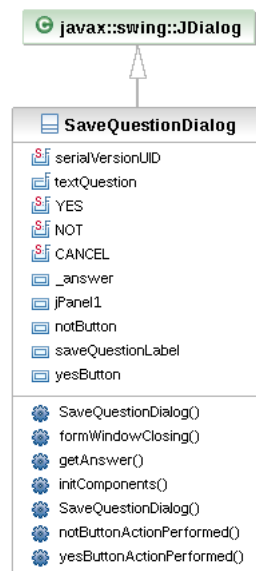 javax::swing::JDialog
SaveQuestionDialog
serialVersionUID
textQuestion
YES
NOT
CANCEL
_answer
jPanel1
notButton
saveQuestionLabel
yesButton
SaveQuestionDialog()
formWindowClosing()
getAnswer()
initComponents()
SaveQuestionDialog()
notButtonActionPerformed()
yesButtonActionPerformed()